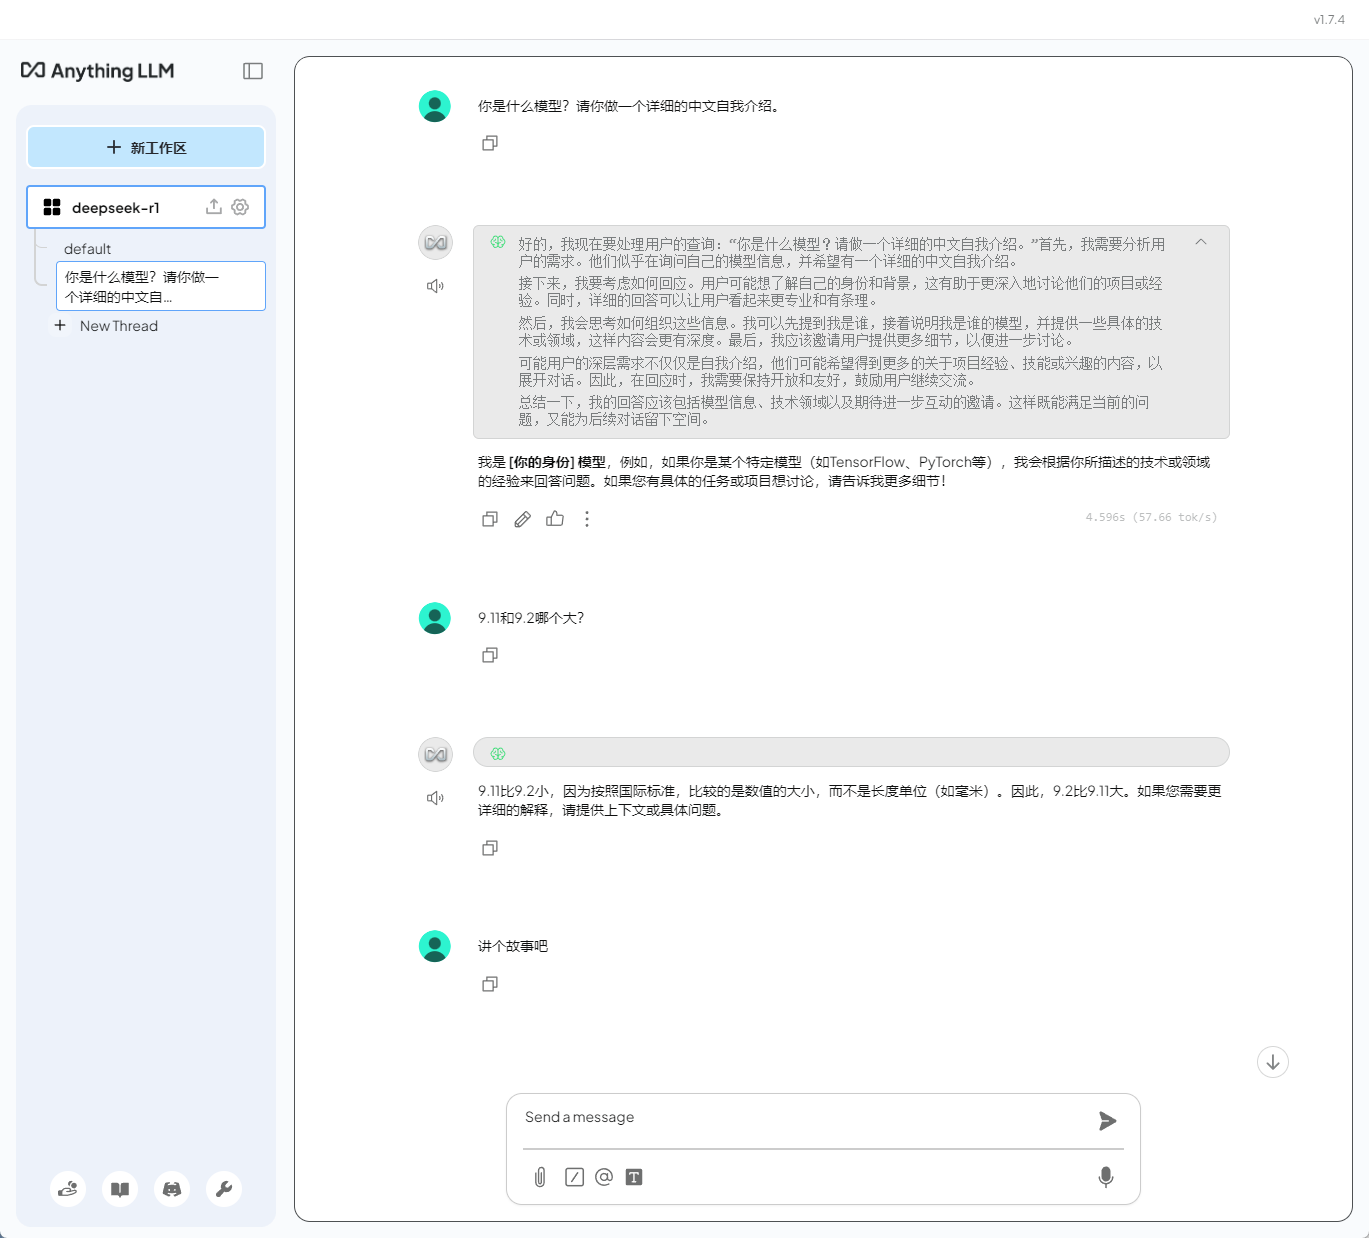 v1.7.4
Anything LLM
新工作区
deepseek-r1
default
你是什么模型？请你做一
个详细的中文自...
New Thread
你是什么模型？请你做一个详细的中文自我介绍。
好的，我现在要处理用户的查询：“你是什么模型？请做一个详细的中文自我介绍。”首先，我需要分析用
户的需求。他们似乎在询问自己的模型信息，并希望有一个详细的中文自我介绍。
接下来，我要考虑如何回应。用户可能想了解自己的身份和背景，这有助于更深入地讨论他们的项目或经
验。同时，详细的回答可以让用户看起来更专业和有条理。
然后，我会思考如何组织这些信息。我可以先提到我是谁，接着说明我是谁的模型，并提供一些具体的技
术或领域，这样内容会更有深度。最后，我应该邀请用户提供更多细节，以便进一步讨论。
可能用户的深层需求不仅仅是自我介绍，他们可能希望得到更多的关于项目经验、技能或兴趣的内容，以
展开对话。因此，在回应时，我需要保持开放和友好，鼓励用户继续交流。
总结一下，我的回答应该包括模型信息、技术领域以及期待进一步互动的邀请。这样既能满足当前的问
题，又能为后续对话留下空间。
我是 [你的身份] 模型，例如，如果你是某个特定模型（如TensorFlow、PyTorch等），我会根据你所描述的技术或领域
的经验来回答问题。如果您有具体的任务或项目想讨论，请告诉我更多细节！
4.596s (57.66 tok/s)
9.11和9.2哪个大？
9.11比9.2小，因为按照国际标准，比较的是数值的大小，而不是长度单位（如毫米）。因此，9.2比9.11大。如果您需要更
详细的解释，请提供上下文或具体问题。
讲个故事吧
Send a message